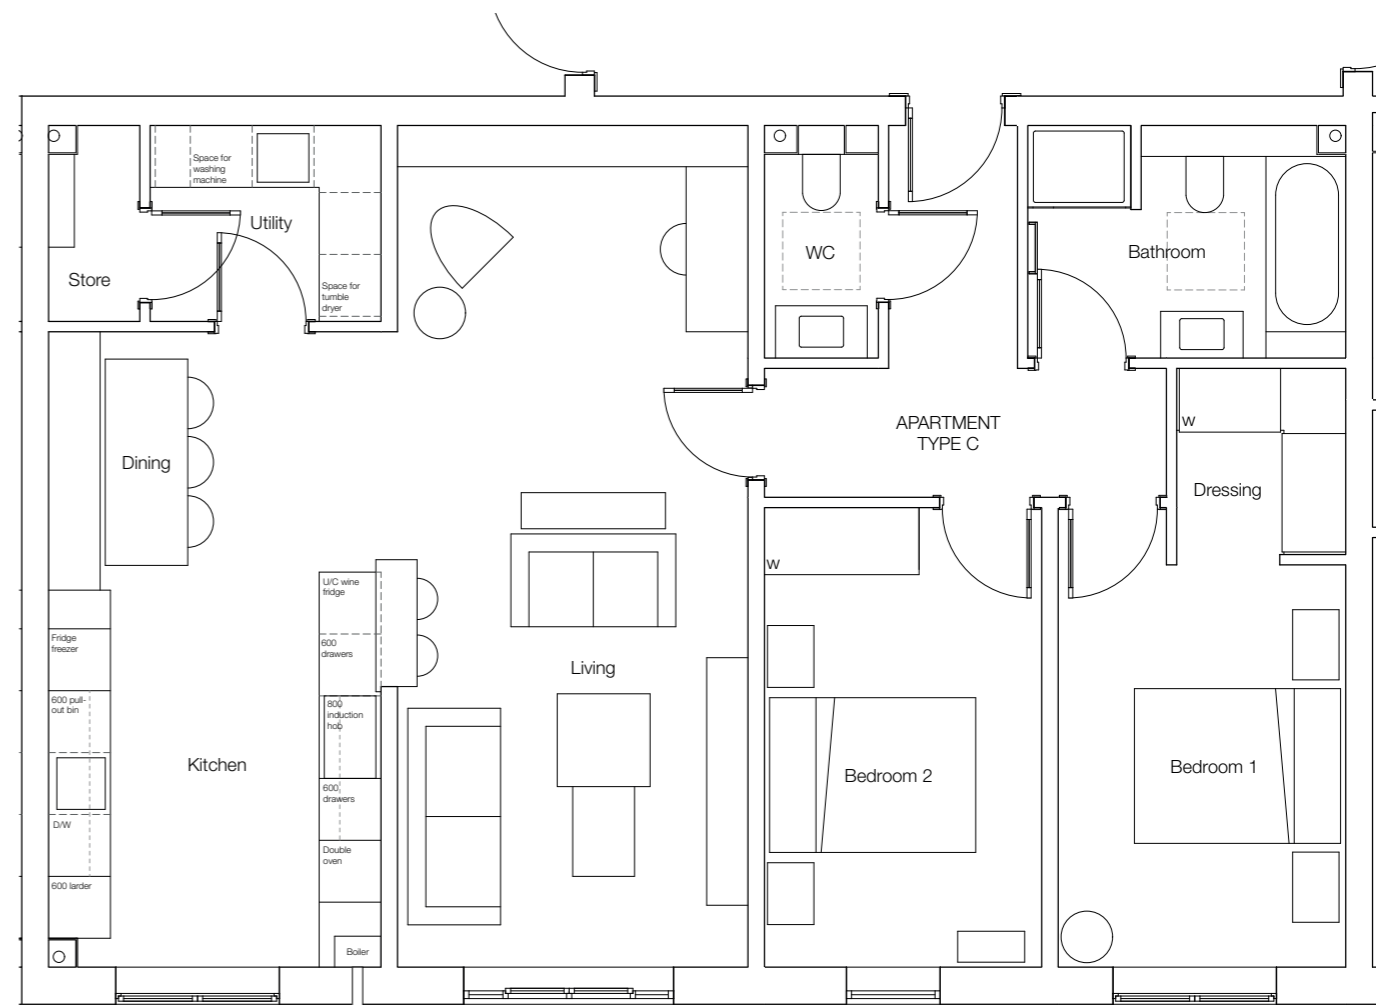 Space for
washing
machine
Utility
Store
Space for
tumble
dryer
WC
Bathroom
APARTMENT
TYPE C
W
Dressing
Dining
W
U/C wine
fridge
600
drawers
Fridge
freezer
Living
600 pull-
out bin
800
induction
hob
Kitchen
Bedroom 2
Bedroom 1
600
drawers
D/W
Double
oven
600 larder
Boiler